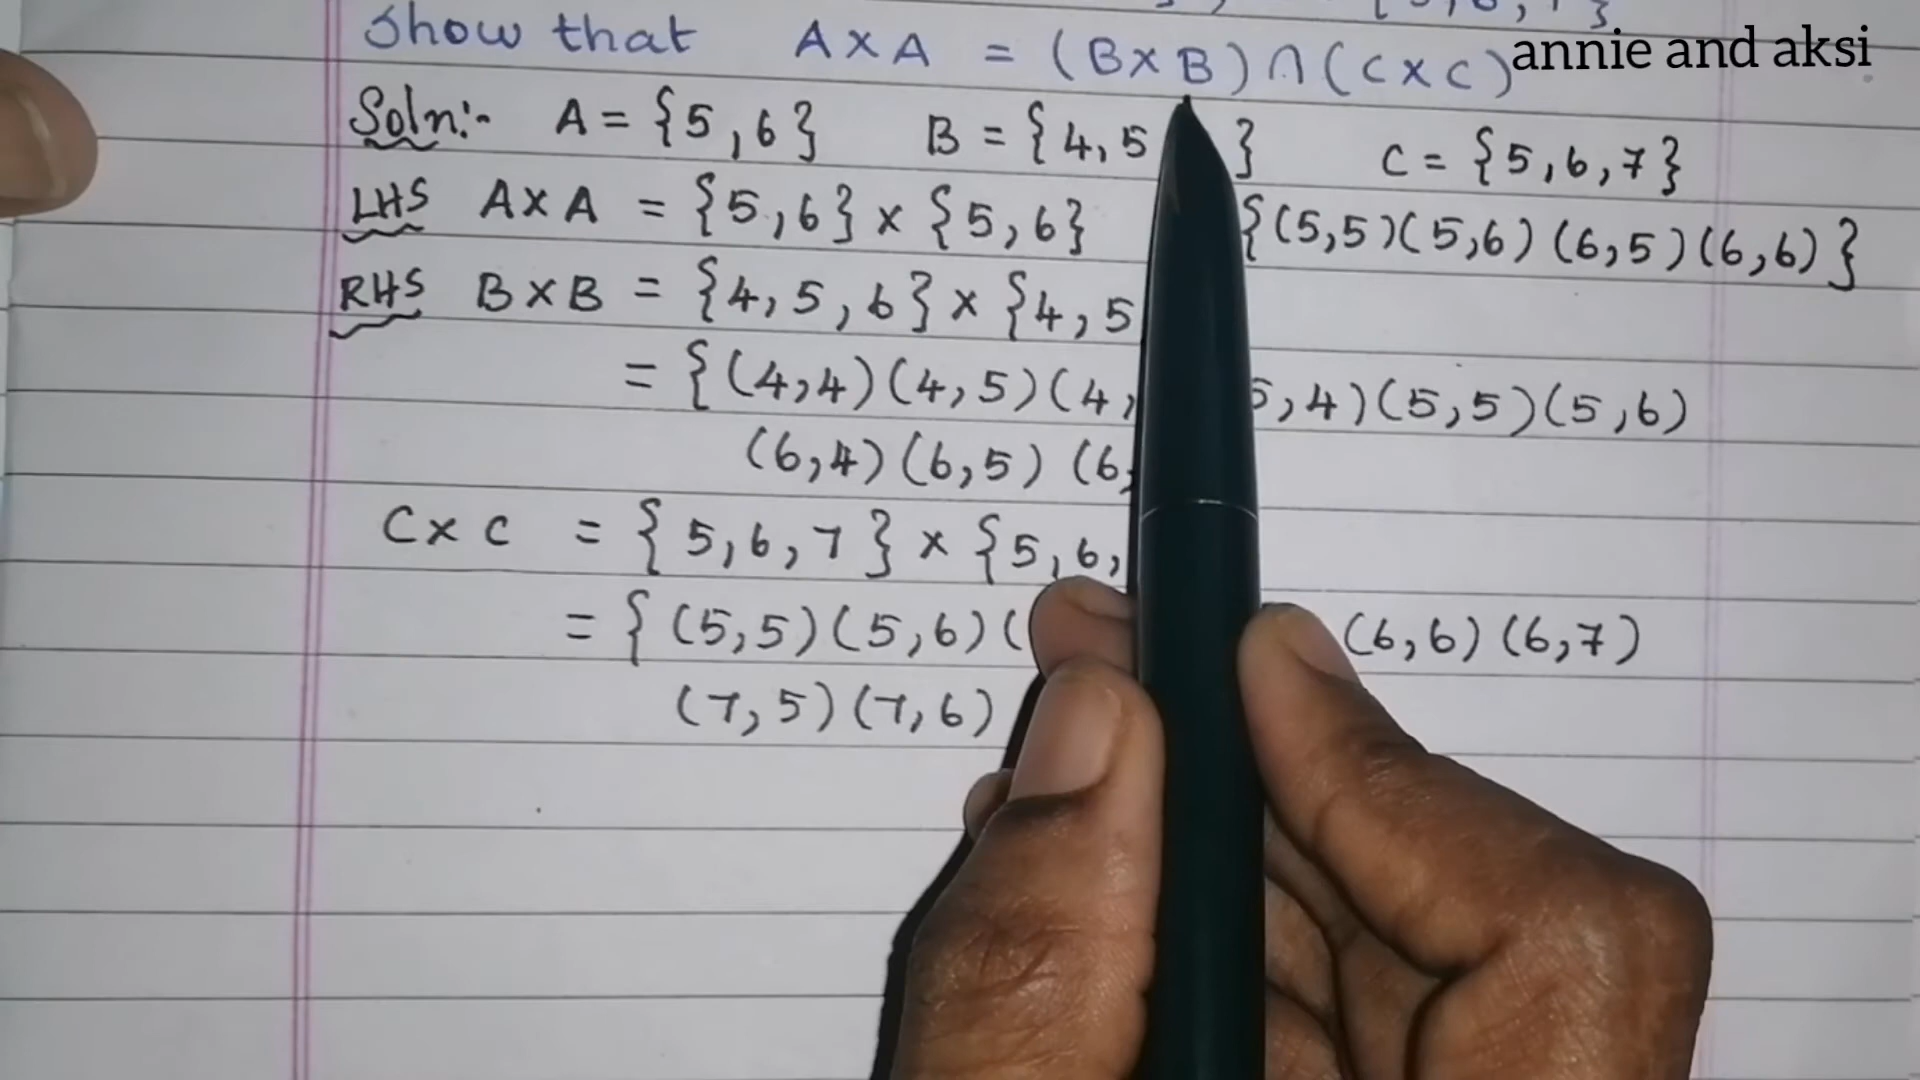 Show that A × A = (B × B) ∩ (C × C)
annie and aksi
Soln:- A = {5, 6} B = {4, 5 } C = {5, 6, 7}
LHS A × A = {5, 6} × {5, 6} {(5,5)(5,6)(6,5)(6,6)}
RHS B × B = {4, 5, 6} × {4, 5
= {(4,4)(4,5)(4, 5,4)(5,5)(5,6)
(6,4)(6,5)(6,
C × C = {5, 6, 7} × {5, 6,
= {(5,5)(5,6)( (6,6)(6,7)
(7,5)(7,6)